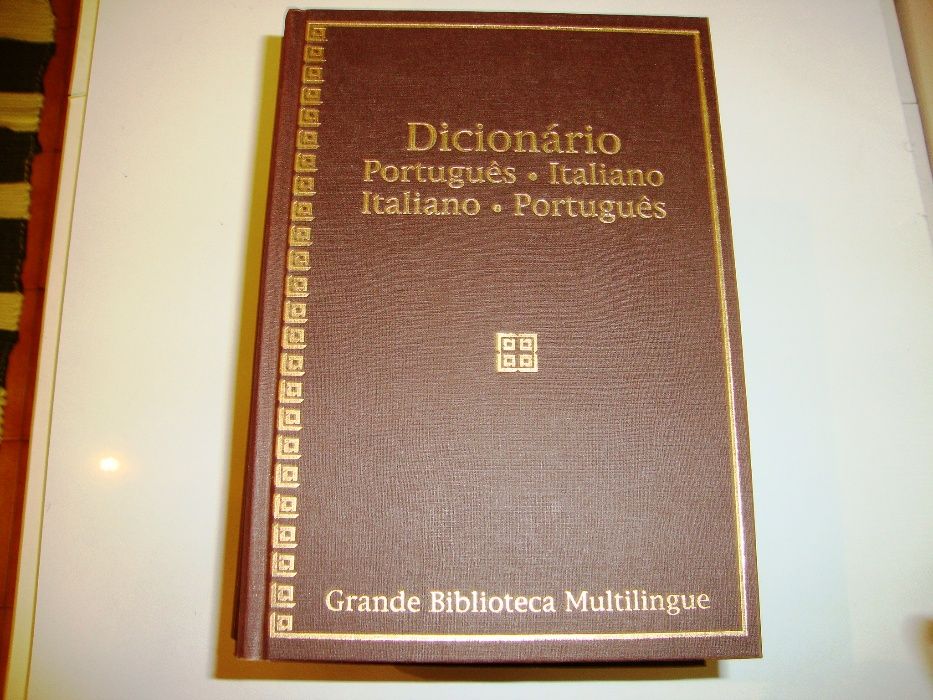 Dicionário
Português • Italiano
Italiano • Português
Grande Biblioteca Multilingue